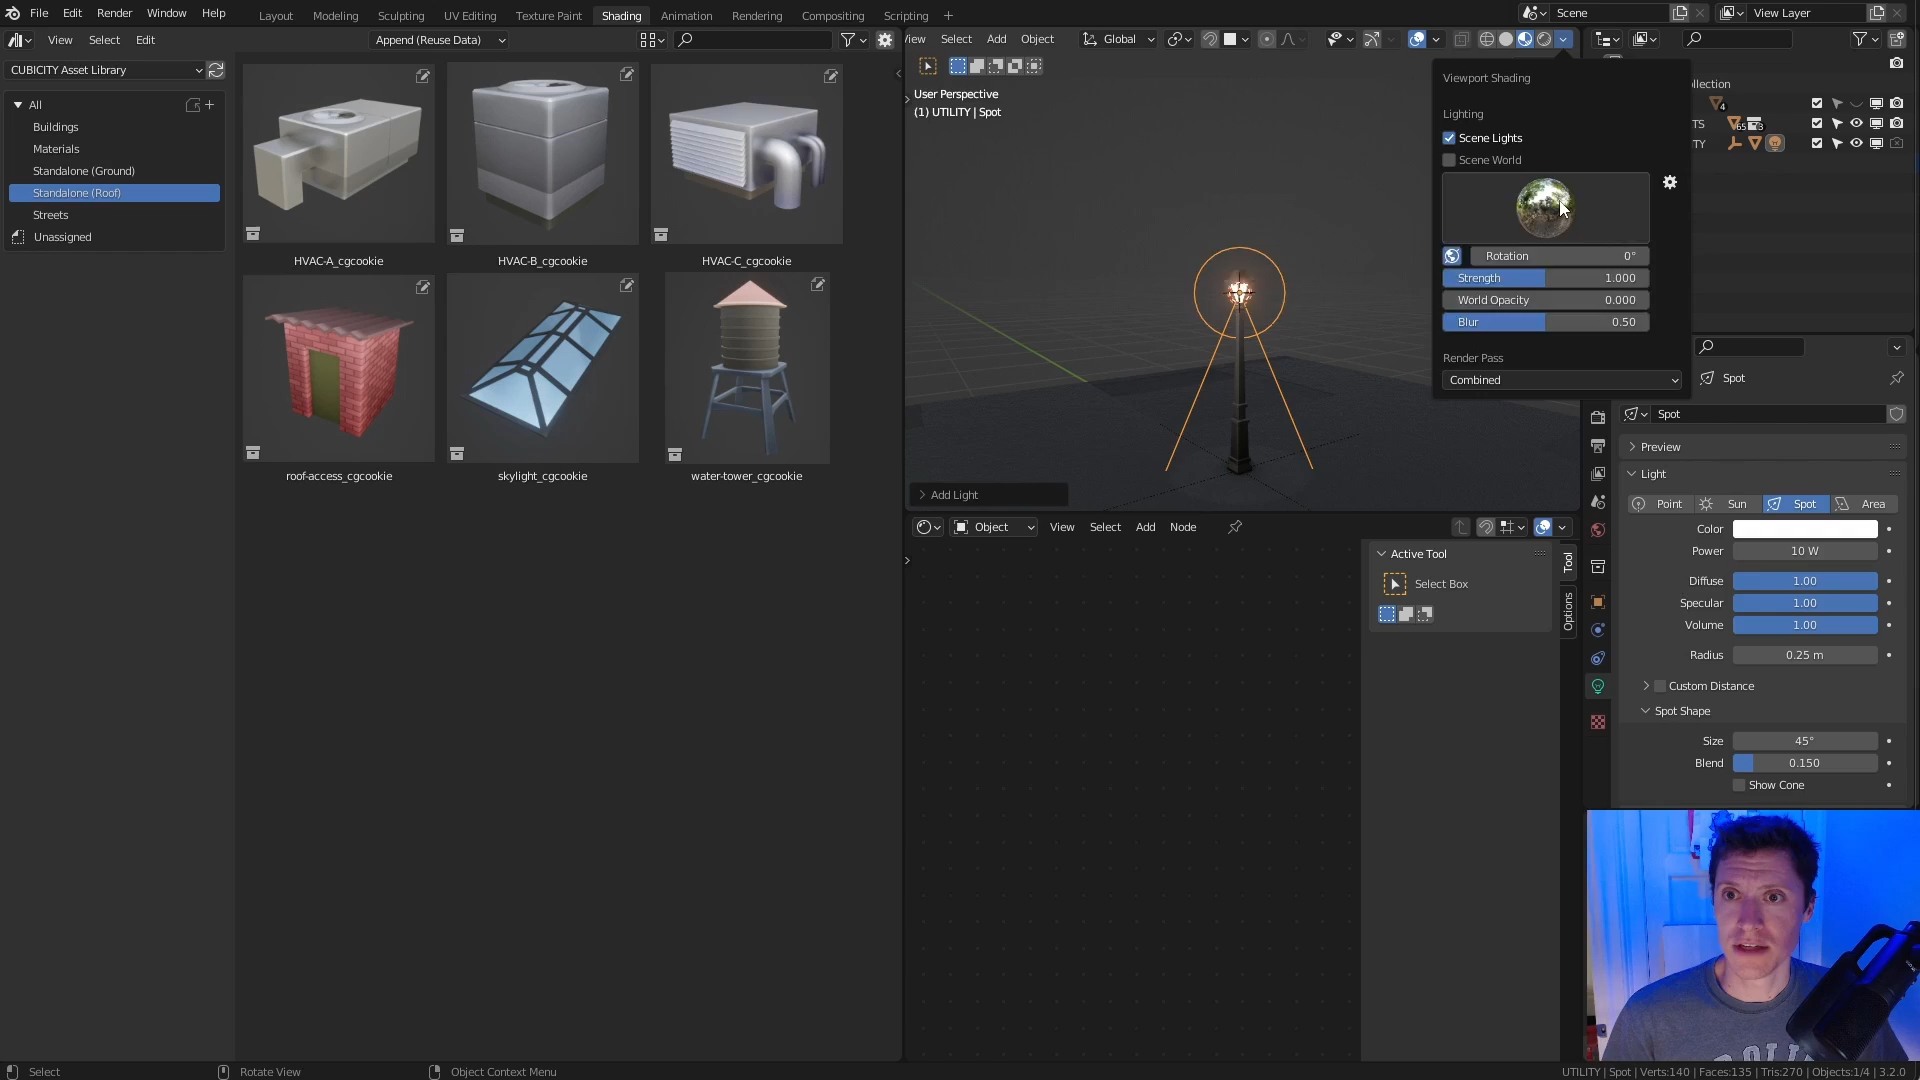 File Edit Render Window Help Layout Modeling Sculpting UV Editing Texture Paint Shading Animation Rendering Compositing Scripting Scene View Layer
View Select Edit Append (Reuse Data)
View Select Add Object Global
CUBICITY Asset Library
All
Buildings
Materials
Standalone (Ground)
Standalone (Roof)
Streets
Unassigned
HVAC-A_cgcookie HVAC-B_cgcookie HVAC-C_cgcookie
roof-access_cgcookie skylight_cgcookie water-tower_cgcookie
User Perspective
(1) UTILITY | Spot
Add Light
Viewport Shading
Lighting
Scene Lights
Scene World
Rotation 0°
Strength 1.000
World Opacity 0.000
Blur 0.50
Render Pass
Combined
ollection
4
TS 65 3
TY
Object View Select Add Node
Active Tool
Select Box
Tool
Options
Spot
Spot
Preview
Light
Point Sun Spot Area
Color
Power 10 W
Diffuse 1.00
Specular 1.00
Volume 1.00
Radius 0.25 m
Custom Distance
Spot Shape
Size 45°
Blend 0.150
Show Cone
Select Rotate View Object Context Menu UTILITY | Spot | Verts:140 | Faces:135 | Tris:270 | Objects:1/4 | 3.2.0